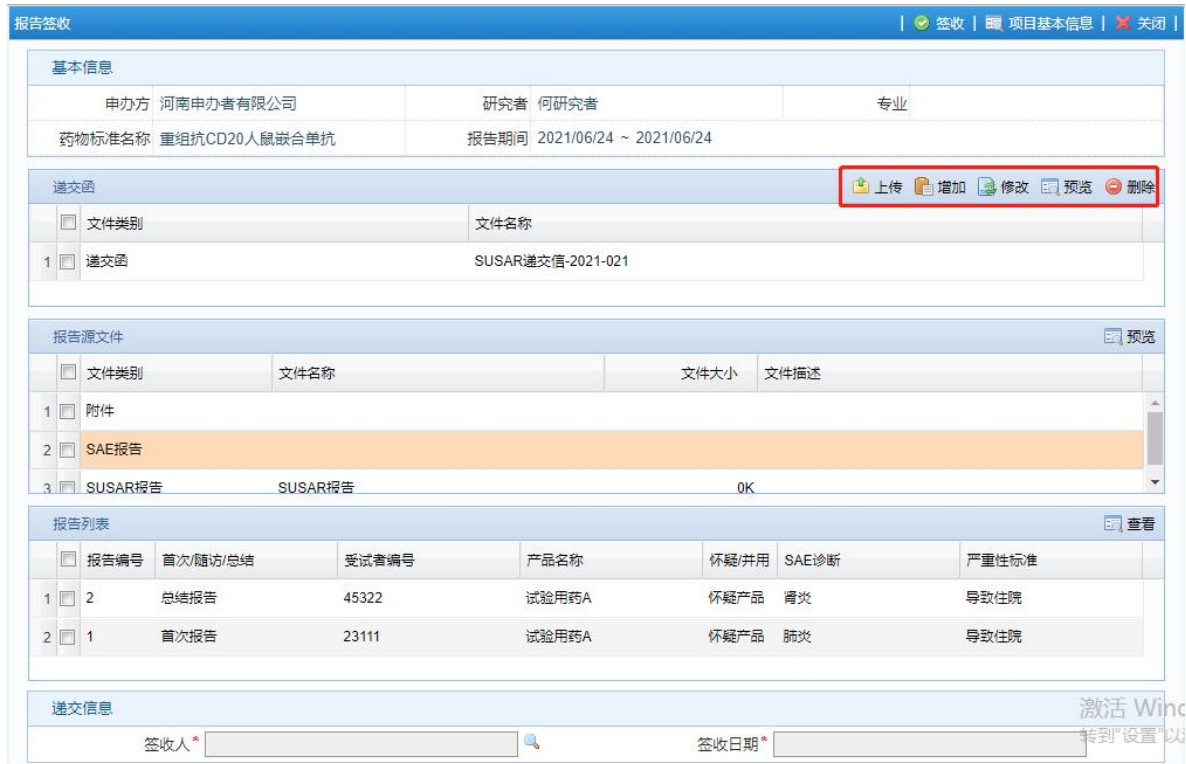 报告签收 | 签收 | 项目基本信息 | 关闭 |
基本信息
申办方 河南申办者有限公司 研究者 何研究者 专业
药物标准名称 重组抗CD20人鼠嵌合单抗 报告期间 2021/06/24 ~ 2021/06/24
递交函 上传 增加 修改 预览 删除
文件类别 文件名称
1 递交函 SUSAR递交信-2021-021
报告源文件 预览
文件类别 文件名称 文件大小 文件描述
1 附件
2 SAE报告
3 SUSAR报告 SUSAR报告 0K
报告列表 查看
报告编号 首次/随访/总结 受试者编号 产品名称 怀疑/并用 SAE诊断 严重性标准
1 2 总结报告 45322 试验用药A 怀疑产品 肾炎 导致住院
2 1 首次报告 23111 试验用药A 怀疑产品 肺炎 导致住院
递交信息
激活 Wind
签收人* 签收日期*
转到"设置"以